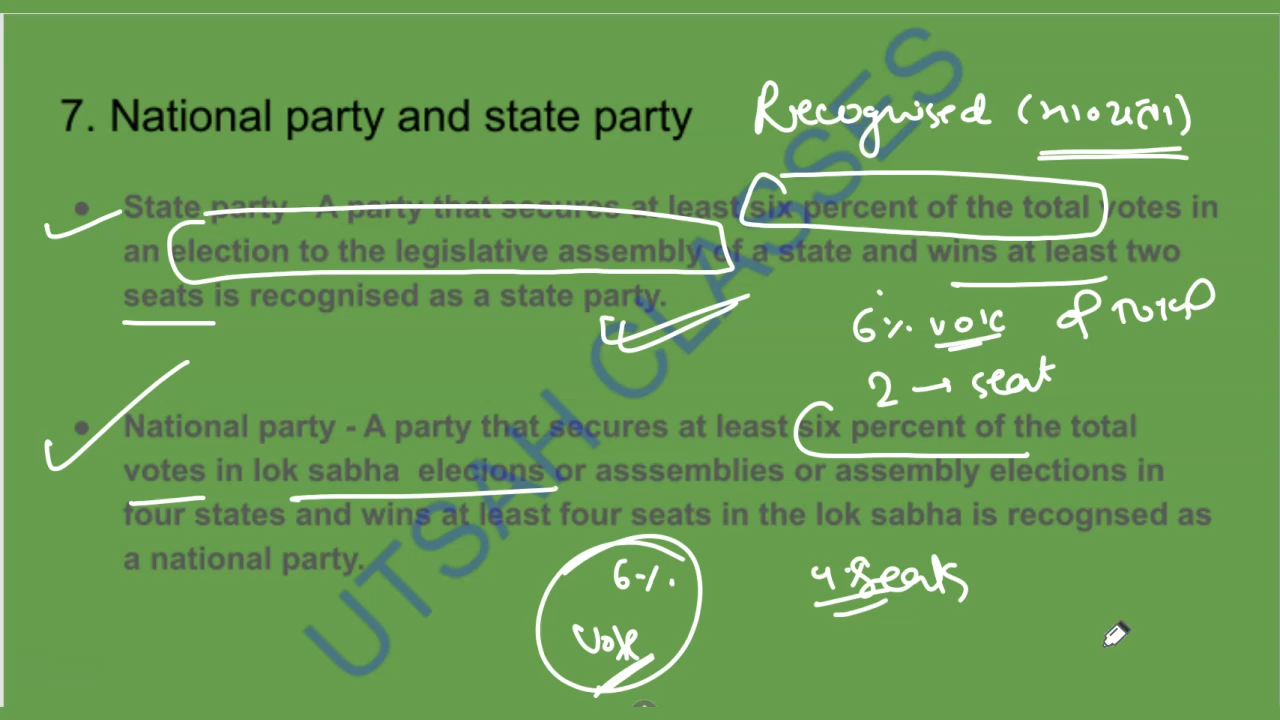 7. National party and state party
Recognised
State party - A party that secures at least six percent of the total votes in
an election to the legislative assembly of a state and wins at least two
seats is recognised as a state party.
6% vote of
2 → seat
National party - A party that secures at least six percent of the total
votes in lok sabha elecions or asssemblies or assembly elections in
four states and wins at least four seats in the lok sabha is recognsed as
a national party.
6%
vote
4 seats
UTSAH CLASSES